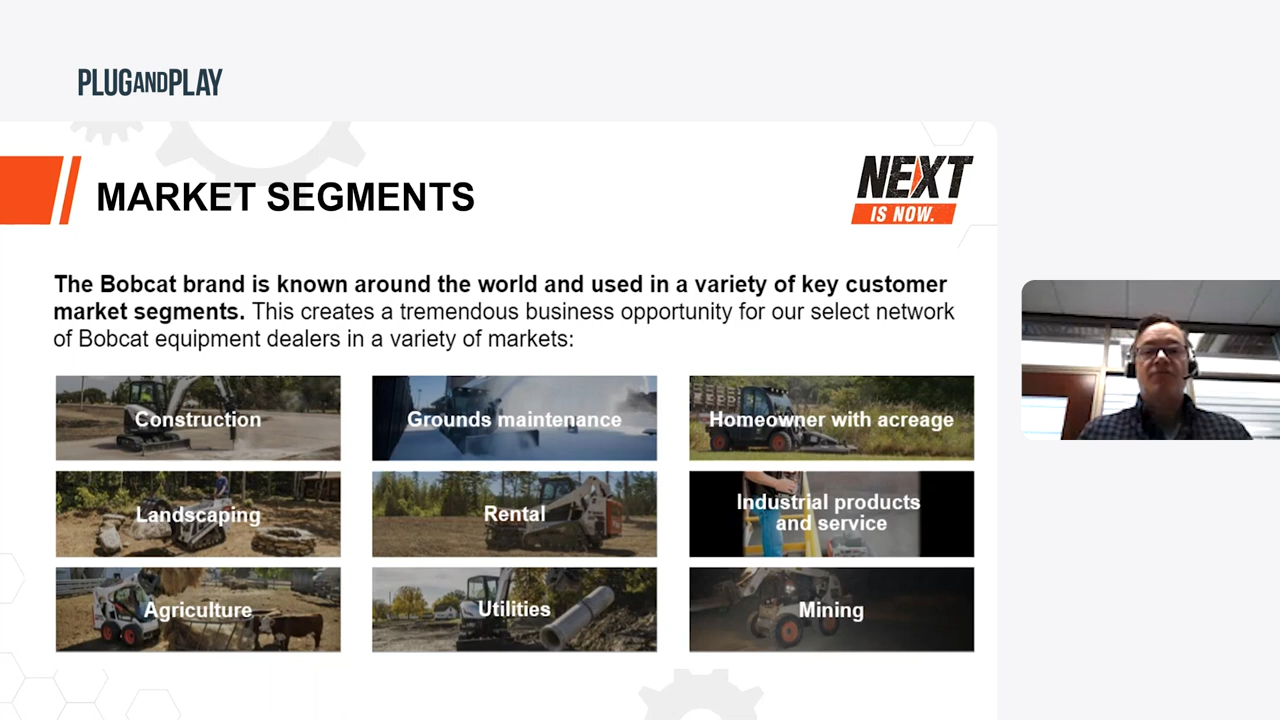 PLUGANDPLAY
MARKET SEGMENTS
NEXT
IS NOW.
The Bobcat brand is known around the world and used in a variety of key customer
market segments. This creates a tremendous business opportunity for our select network
of Bobcat equipment dealers in a variety of markets:
Construction
Grounds maintenance
Homeowner with acreage
Landscaping
Rental
Industrial products
and service
Agriculture
Utilities
Mining